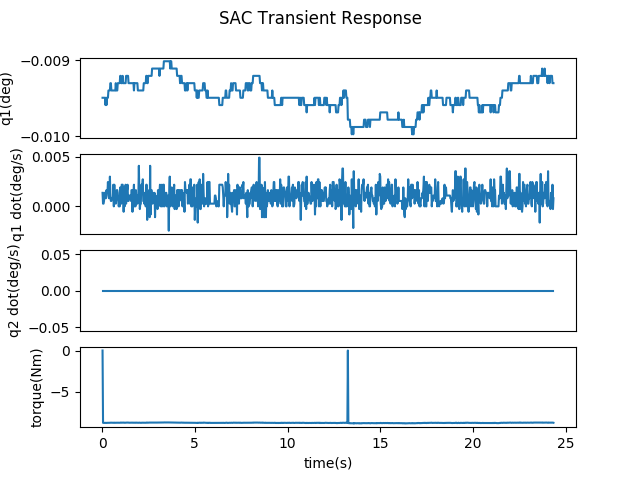 SAC Transient Response
−0.009
−0.010
q1(deg)
0.005
0.000
q1 dot(deg/s)
0.05
0.00
−0.05
q2 dot(deg/s)
0
−5
torque(Nm)
0 5 10 15 20 25
time(s)